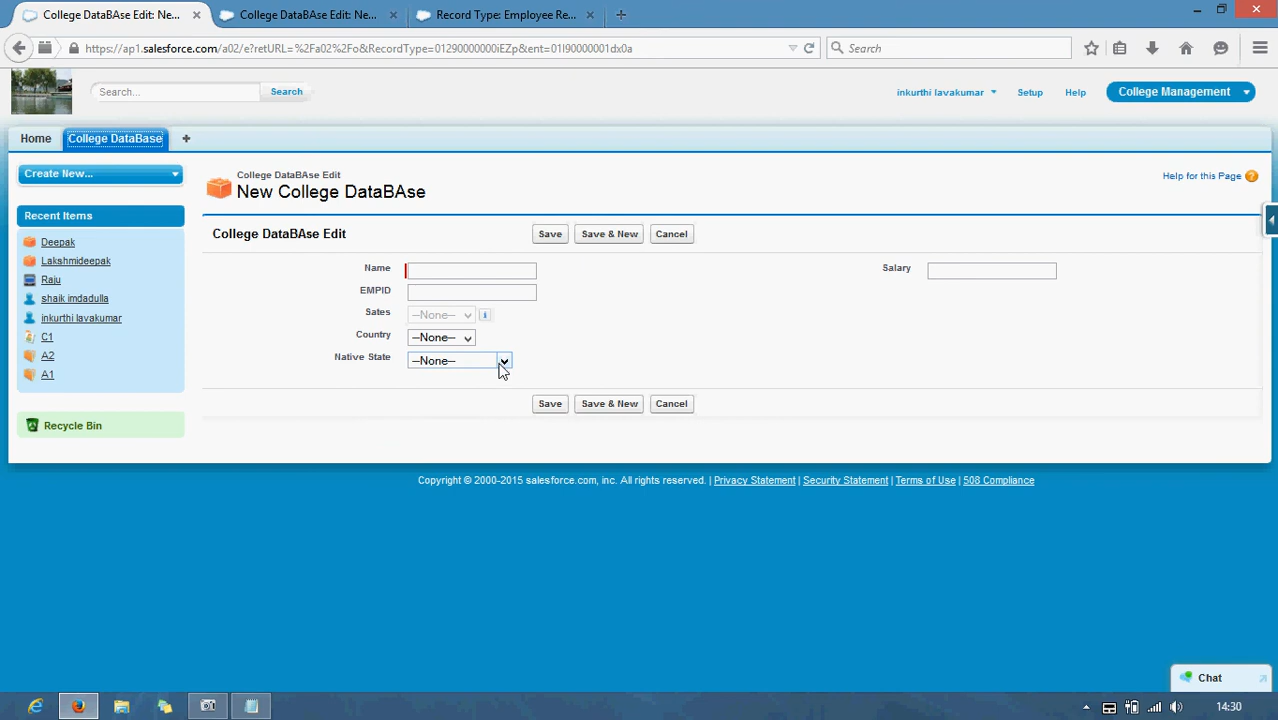 College DataBAse Edit: Ne...
College DataBAse Edit: Ne...
Record Type: Employee Re...
https://ap1.salesforce.com/a02/e?retURL=%2Fa02%2Fo&RecordType=01290000000iEZp&ent=01I90000001dx0a
Search
Search...
Search
inkurthi lavakumar
Setup
Help
College Management
Home
College DataBase
Create New...
College DataBAse Edit
New College DataBAse
Help for this Page
Recent Items
Deepak
Lakshmideepak
Raju
shaik imdadulla
inkurthi lavakumar
C1
A2
A1
Recycle Bin
College DataBAse Edit
Save
Save & New
Cancel
Name
Salary
EMPID
Sates
--None--
Country
--None--
Native State
--None--
Save
Save & New
Cancel
Copyright © 2000-2015 salesforce.com, inc. All rights reserved. | Privacy Statement | Security Statement | Terms of Use | 508 Compliance
Chat
14:30